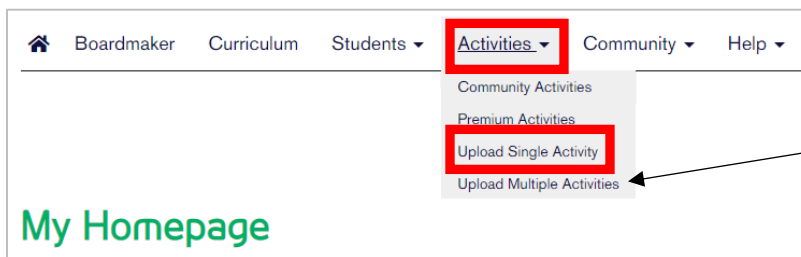 Boardmaker Curriculum Students Activities Community Help
Community Activities
Premium Activities
Upload Single Activity
Upload Multiple Activities
My Homepage